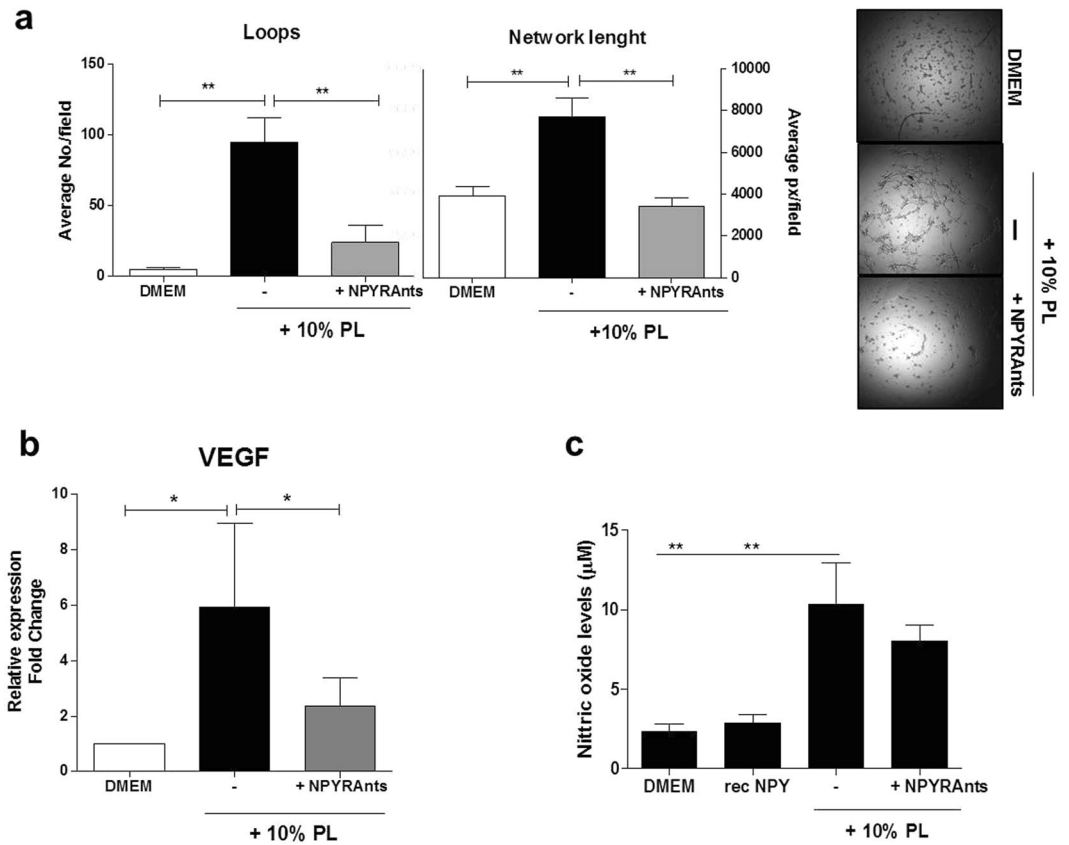 a
Loops
Average No./field
150
100
50
0
** **
DMEM - + NPYRAnts
+ 10% PL
Network lenght
10000
8000
6000
4000
2000
0
Average px/field
** **
DMEM - + NPYRAnts
+10% PL
DMEM
–
+ NPYRAnts
+ 10% PL
b
VEGF
Relative expression
Fold Change
10
8
6
4
2
0
* *
DMEM - + NPYRAnts
+ 10% PL
c
Nittric oxide levels (µM)
15
10
5
0
** **
DMEM rec NPY - + NPYRAnts
+ 10% PL